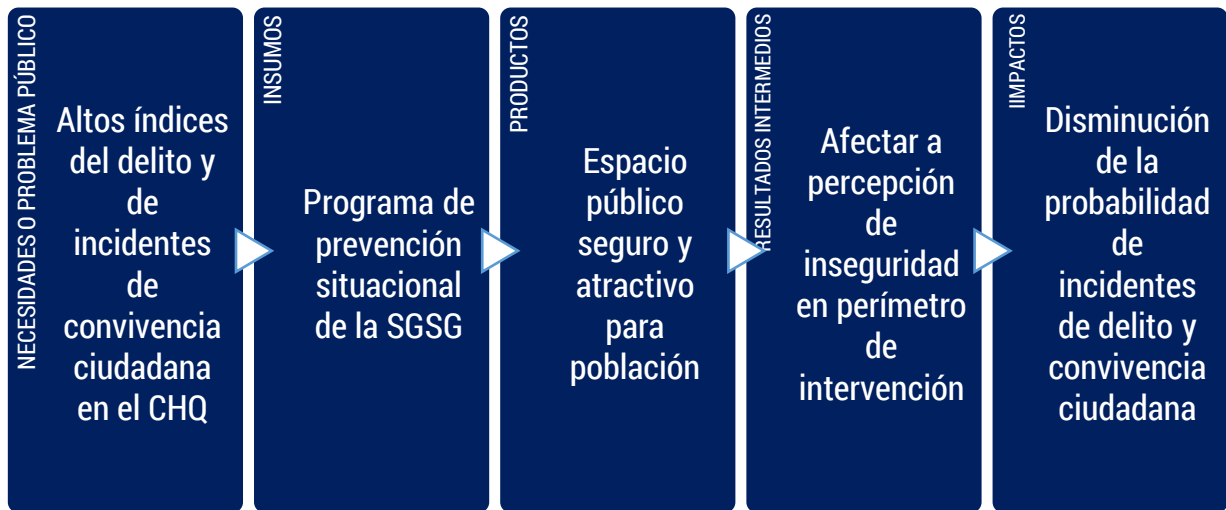 NECESIDADES O PROBLEMA PÚBLICO
Altos índices
del delito y
de
incidentes
de
convivencia
ciudadana
en el CHQ
INSUMOS
Programa de
prevención
situacional
de la SGSG
PRODUCTOS
Espacio
público
seguro y
atractivo
para
población
RESULTADOS INTERMEDIOS
Afectar a
percepción
de
inseguridad
en perímetro
de
intervención
IIMPACTOS
Disminución
de la
probabilidad
de
incidentes
de delito y
convivencia
ciudadana